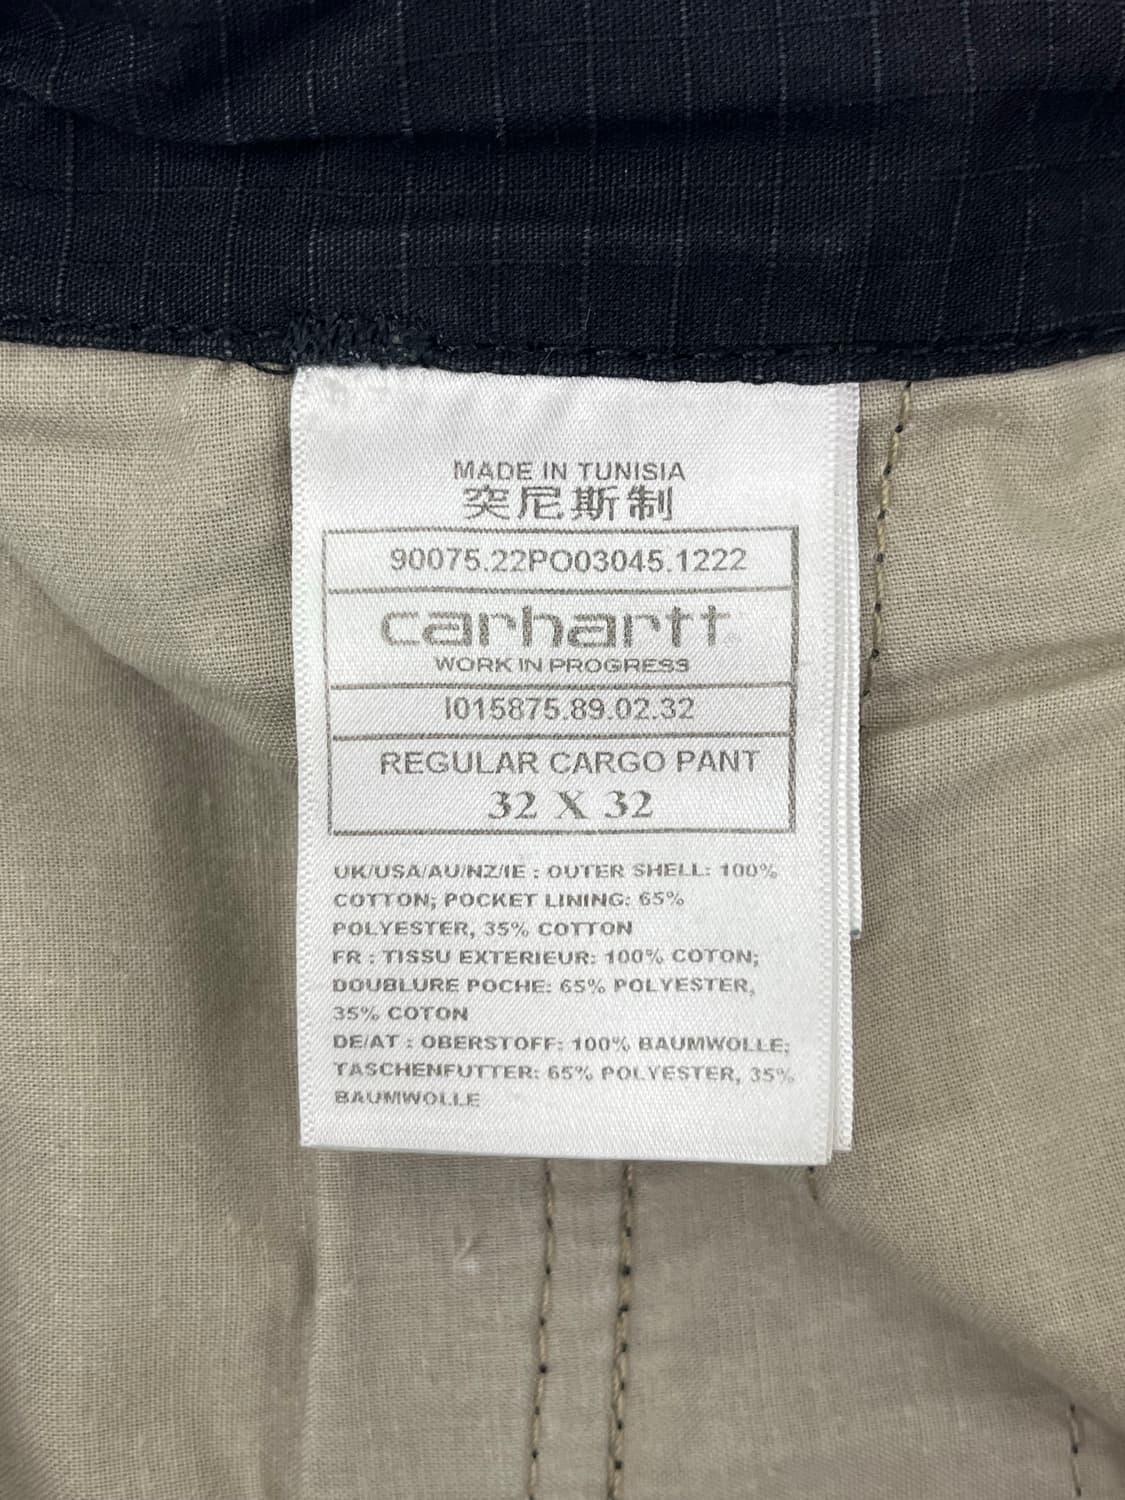 MADE IN TUNISIA
突尼斯制
90075.22PO03045.1222
carhartt®
WORK IN PROGRESS
I015875.89.02.32
REGULAR CARGO PANT
32 X 32
UK/USA/AU/NZ/IE : OUTER SHELL: 100%
COTTON; POCKET LINING: 65%
POLYESTER, 35% COTTON
FR : TISSU EXTERIEUR: 100% COTON;
DOUBLURE POCHE: 65% POLYESTER,
35% COTON
DE/AT : OBERSTOFF: 100% BAUMWOLLE;
TASCHENFUTTER: 65% POLYESTER, 35%
BAUMWOLLE